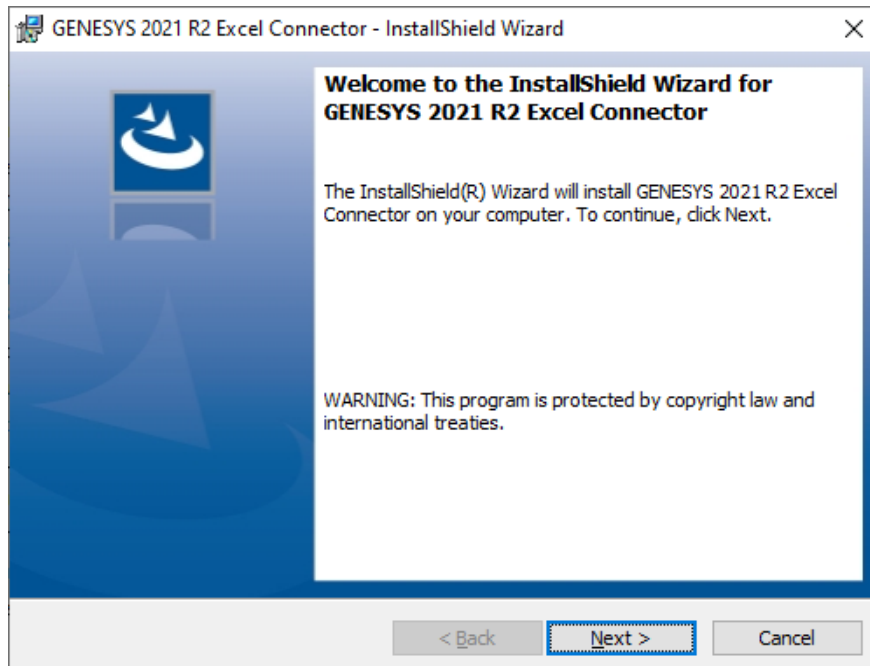 GENESYS 2021 R2 Excel Connector - InstallShield Wizard
Welcome to the InstallShield Wizard for
GENESYS 2021 R2 Excel Connector
The InstallShield(R) Wizard will install GENESYS 2021 R2 Excel
Connector on your computer. To continue, click Next.
WARNING: This program is protected by copyright law and
international treaties.
< Back
Next >
Cancel